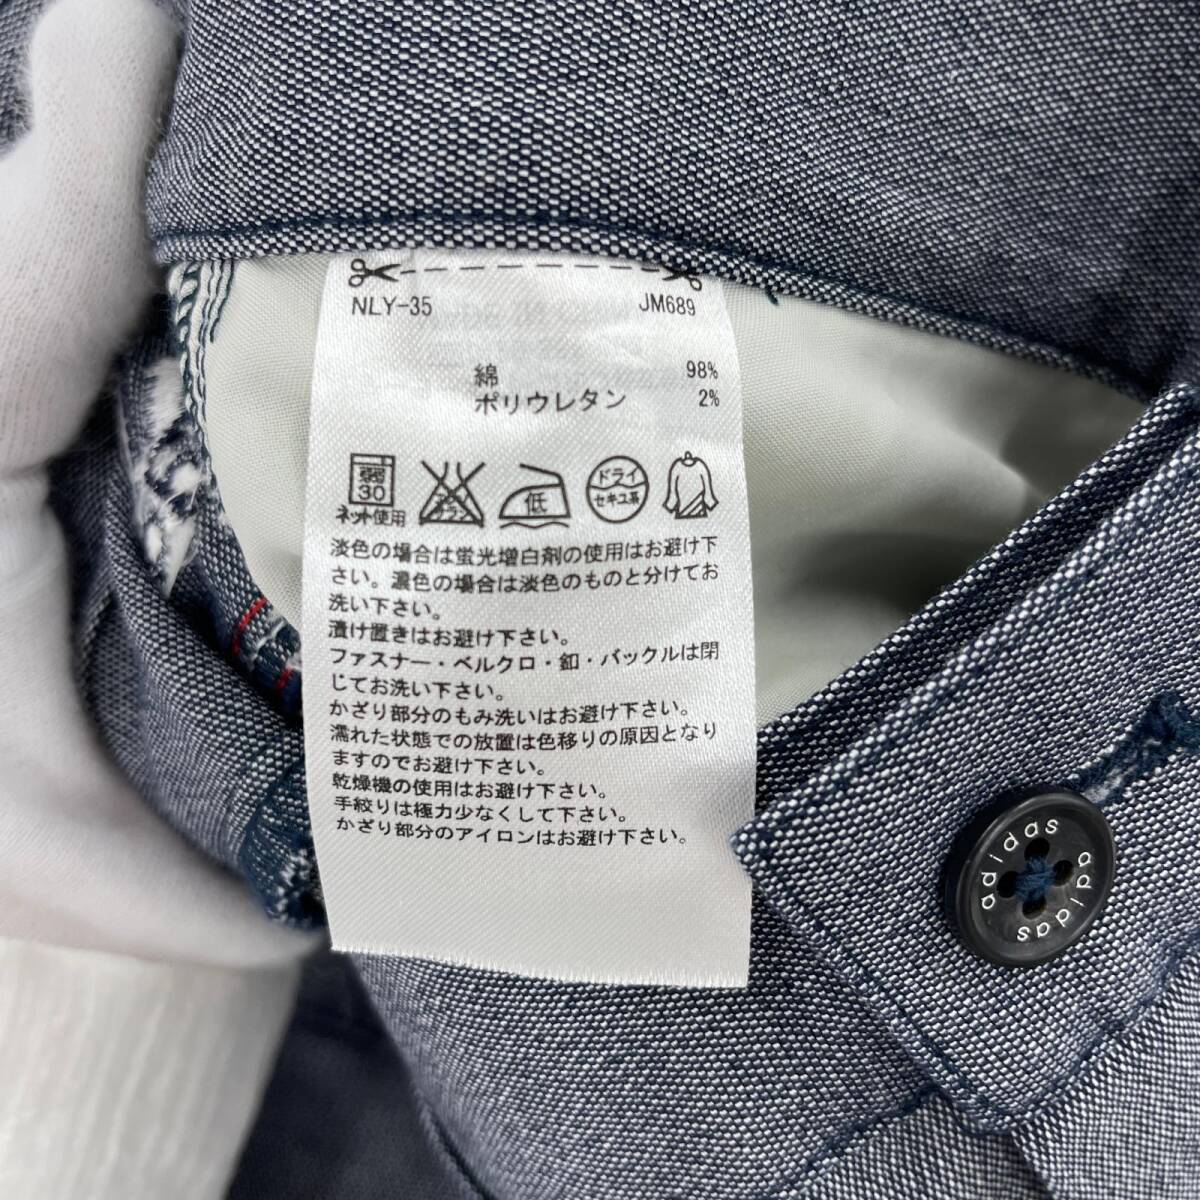 NLY-35 JM689
綿 98%
ポリウレタン 2%
弱
30
ネット使用
低
ドライ
セキユ系
淡色の場合は蛍光増白剤の使用はお避け下
さい。濃色の場合は淡色のものと分けてお
洗い下さい。
漬け置きはお避け下さい。
ファスナー・ベルクロ・釦・バックルは閉
じてお洗い下さい。
かざり部分のもみ洗いはお避け下さい。
濡れた状態での放置は色移りの原因となり
ますのでお避け下さい。
乾燥機の使用はお避け下さい。
手絞りは極力少なくして下さい。
かざり部分のアイロンはお避け下さい。
adidas
adidas